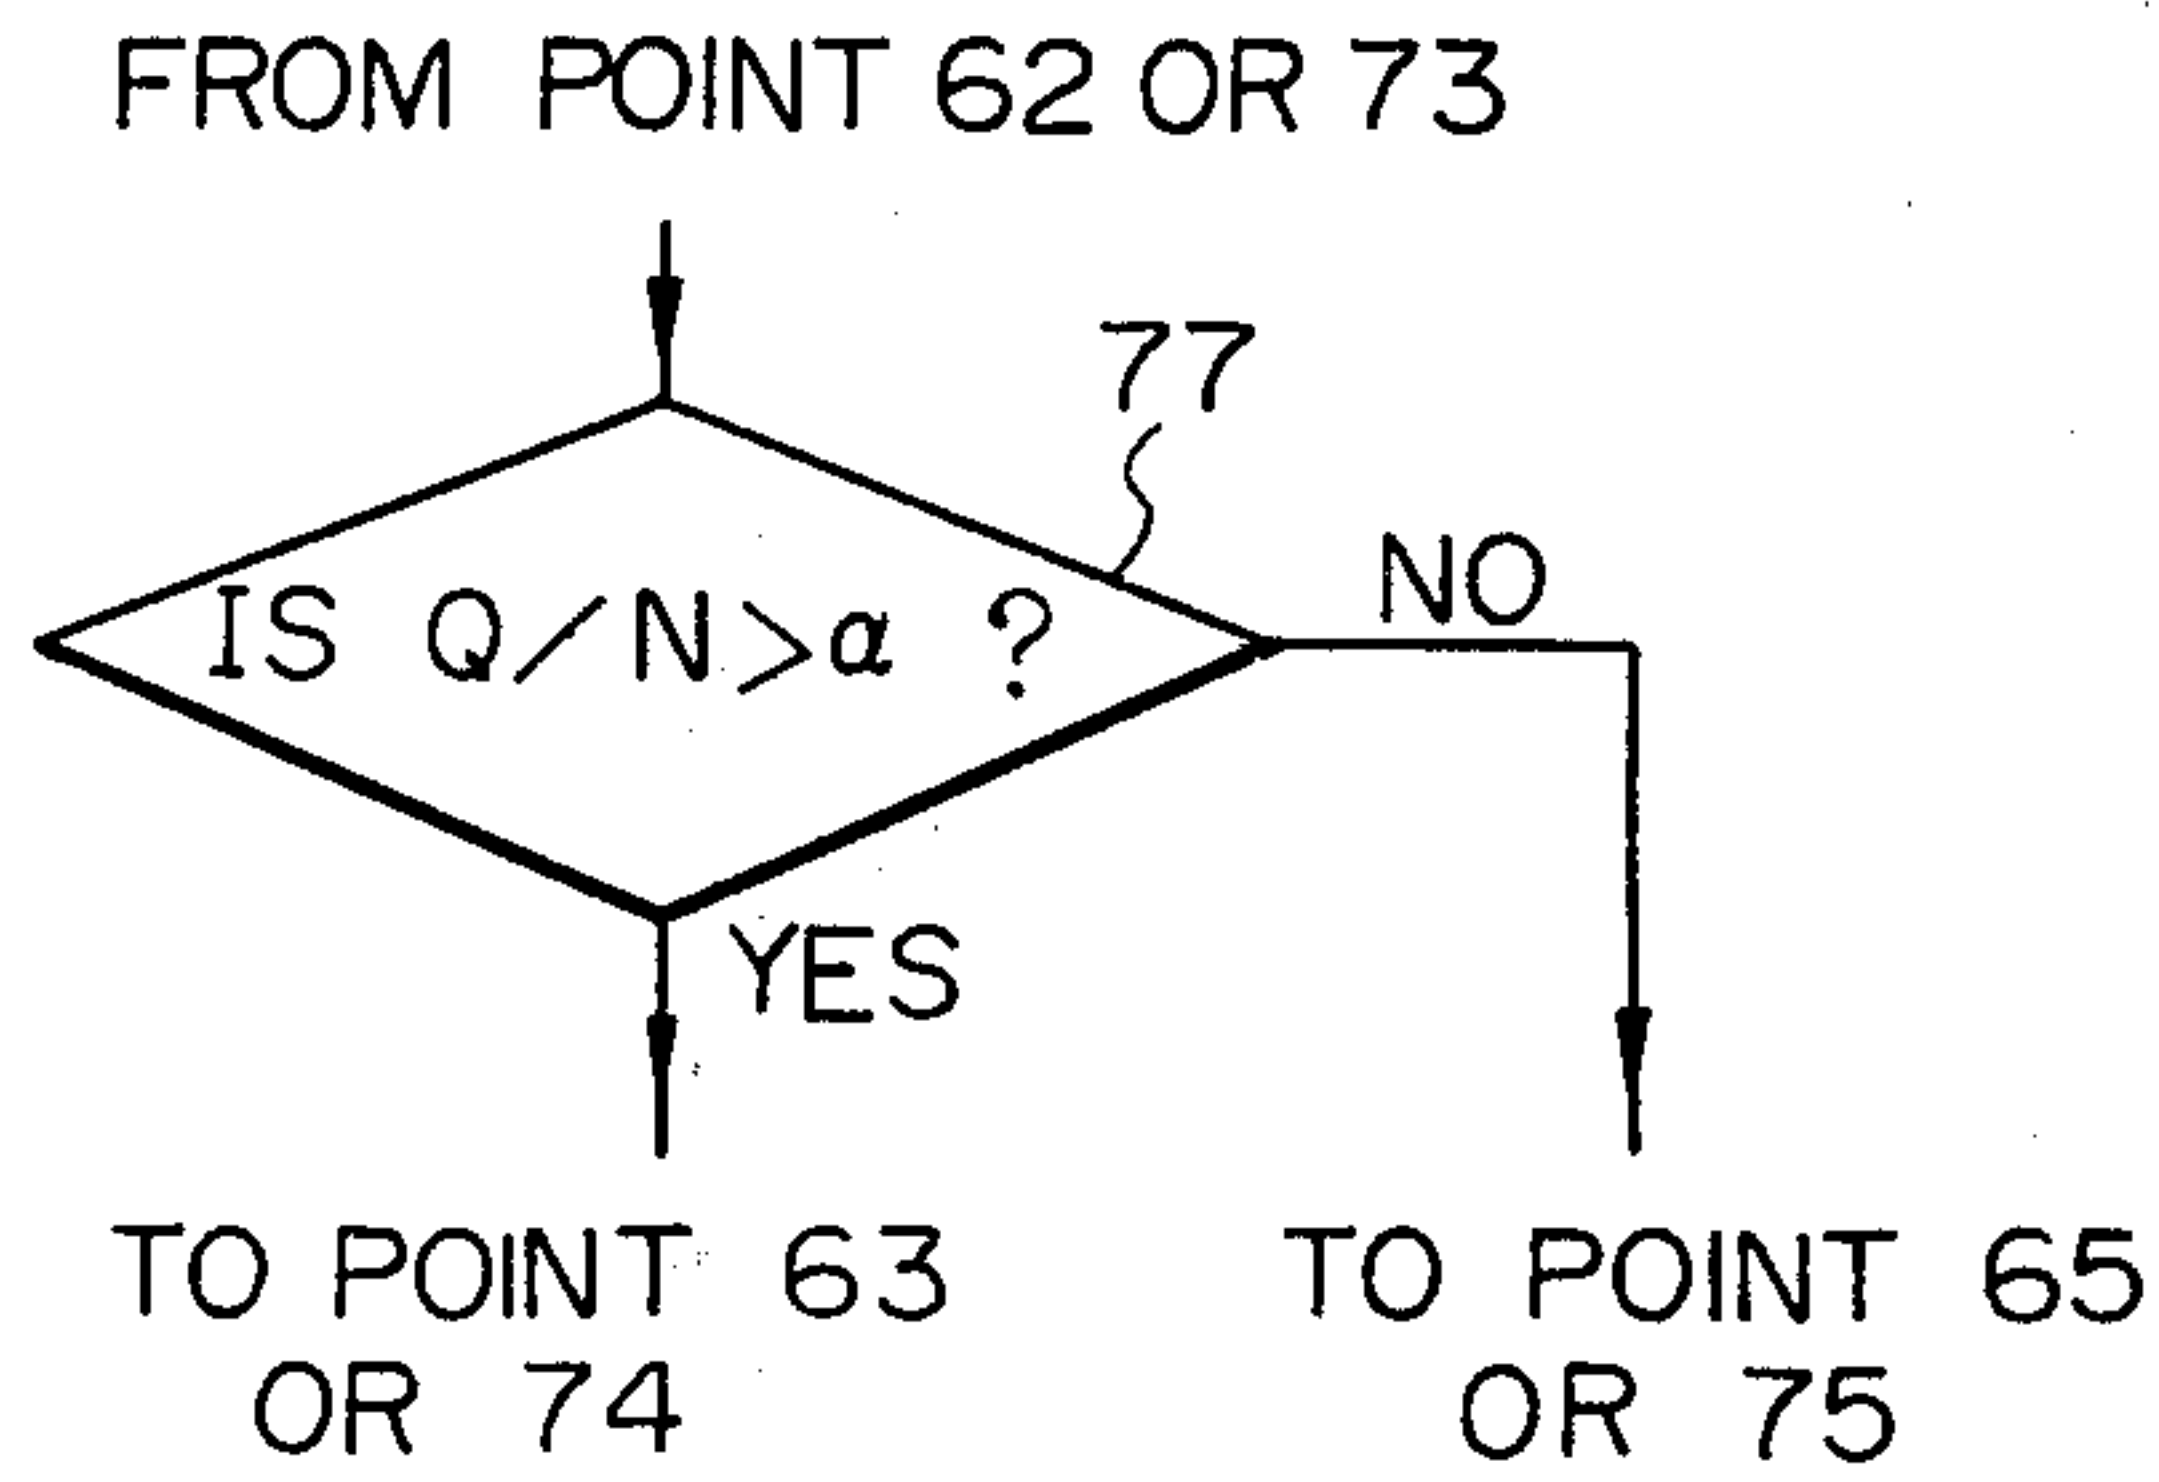 FROM POINT 62 OR 73
77
IS Q/N>α ?
NO
YES
TO POINT 63
OR 74
TO POINT 65
OR 75